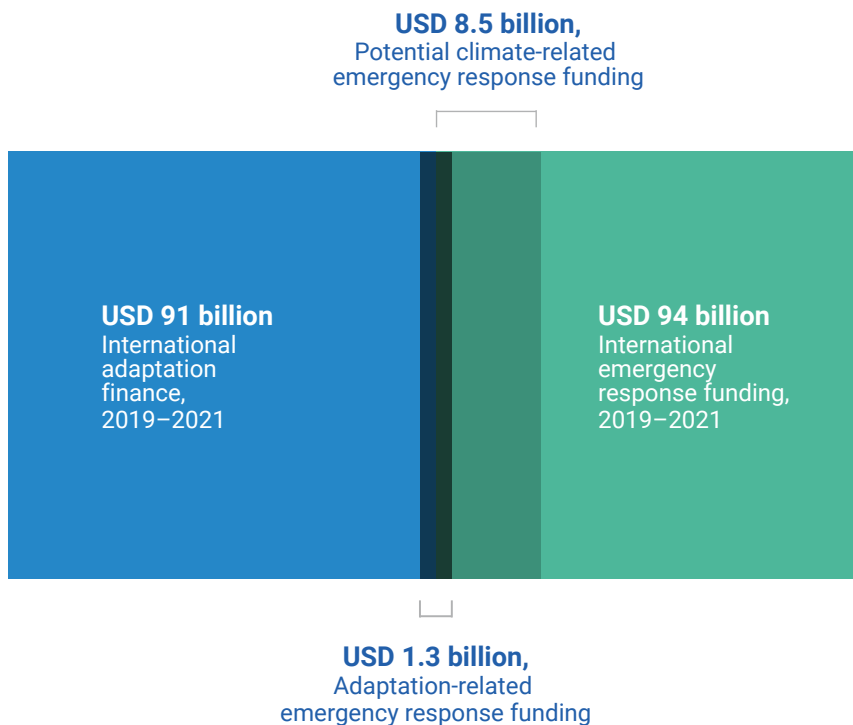 USD 8.5 billion,
Potential climate-related
emergency response funding
USD 91 billion
International
adaptation
finance,
2019–2021
USD 94 billion
International
emergency
response funding,
2019–2021
USD 1.3 billion,
Adaptation-related
emergency response funding